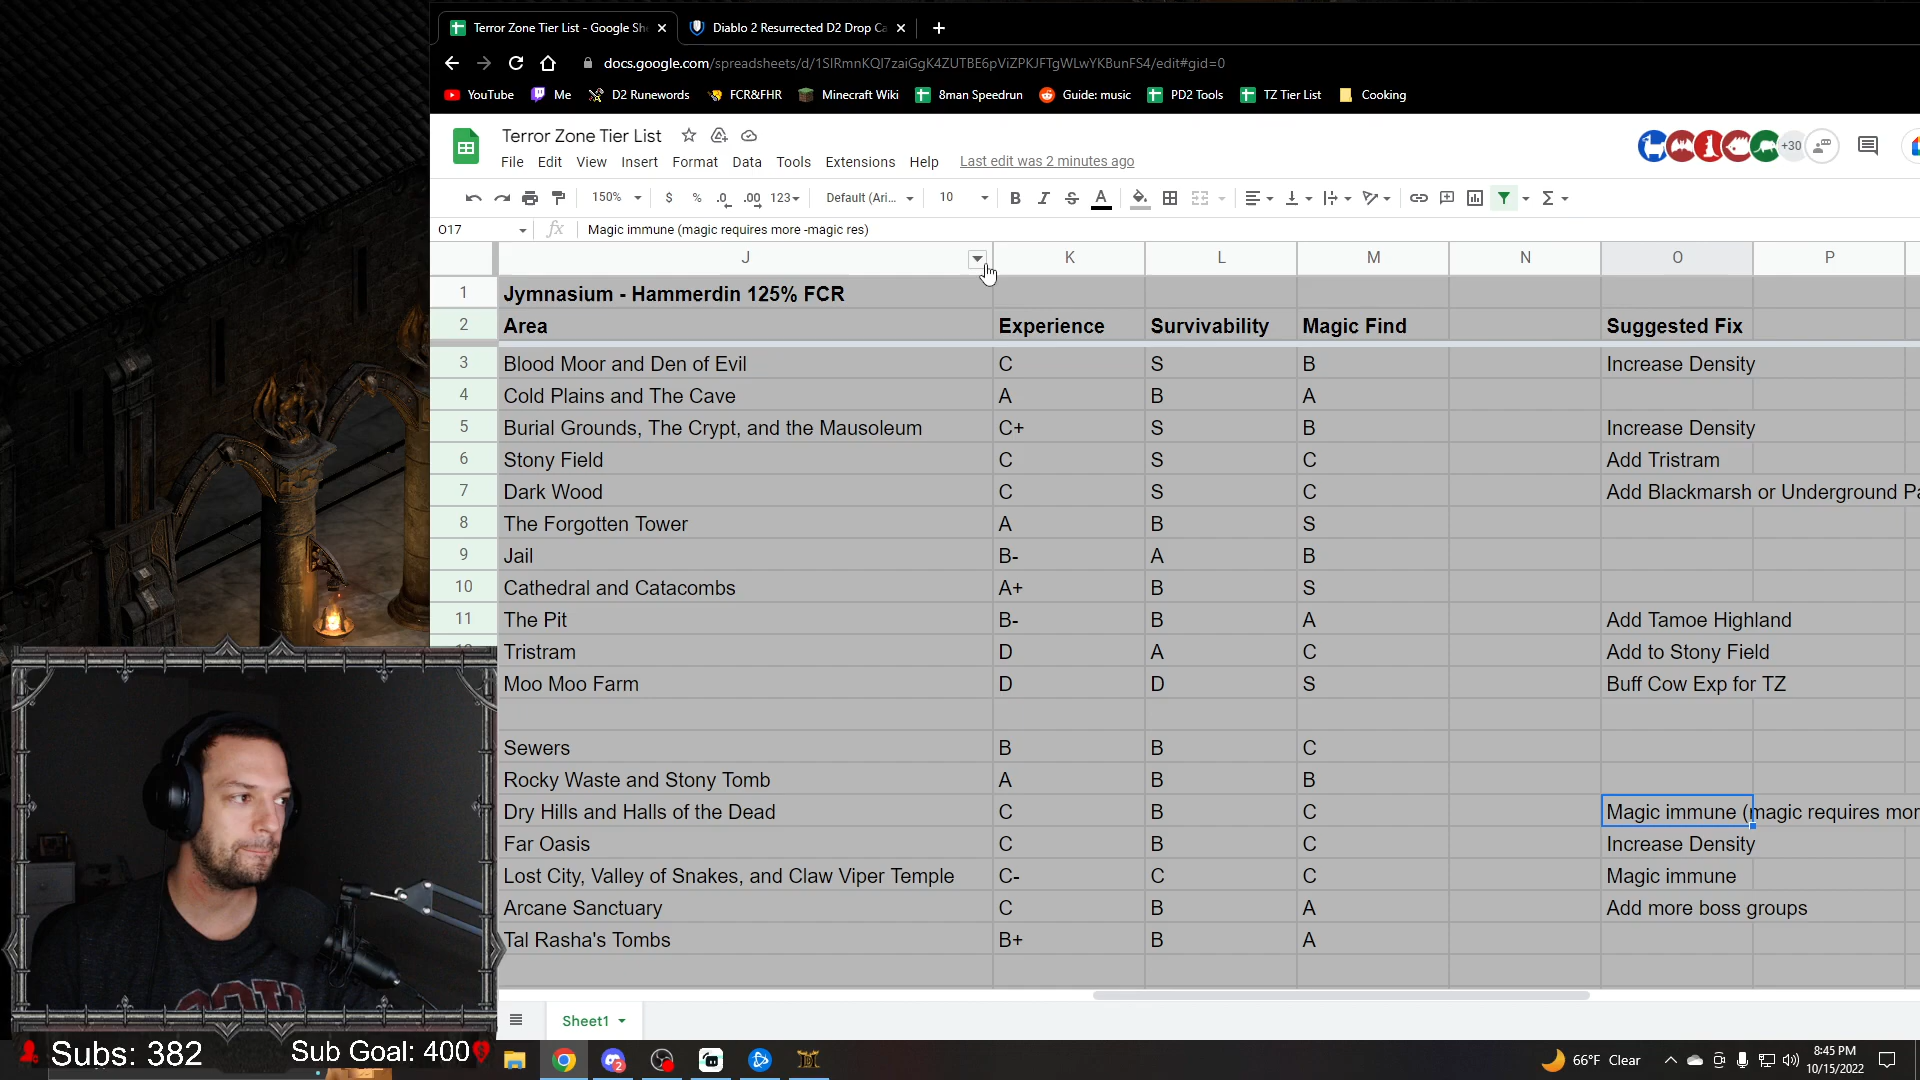 Terror Zone Tier List - Google She
Diablo 2 Resurrected D2 Drop Ca
docs.google.com/spreadsheets/d/1SIRmnKQI7zaiGgK4ZUTBE6pViZPKJFTgWLwYKBunFS4/edit#gid=0
YouTube Me D2 Runewords FCR&FHR Minecraft Wiki 8man Speedrun Guide: music PD2 Tools TZ Tier List Cooking
Terror Zone Tier List
+30
File Edit View Insert Format Data Tools Extensions Help Last edit was 2 minutes ago
150% $ % .0 .00 123 Default (Ari... 10 B I S A
O17 fx Magic immune (magic requires more -magic res)
J K L M N O P
1 Jymnasium - Hammerdin 125% FCR
2 Area Experience Survivability Magic Find Suggested Fix
3 Blood Moor and Den of Evil C S B Increase Density
4 Cold Plains and The Cave A B A
5 Burial Grounds, The Crypt, and the Mausoleum C+ S B Increase Density
6 Stony Field C S C Add Tristram
7 Dark Wood C S C Add Blackmarsh or Underground Pa
8 The Forgotten Tower A B S
9 Jail B- A B
10 Cathedral and Catacombs A+ B S
11 The Pit B- B A Add Tamoe Highland
Tristram D A C Add to Stony Field
Moo Moo Farm D D S Buff Cow Exp for TZ
Sewers B B C
Rocky Waste and Stony Tomb A B B
Dry Hills and Halls of the Dead C B C Magic immune (magic requires mor
Far Oasis C B C Increase Density
Lost City, Valley of Snakes, and Claw Viper Temple C- C C Magic immune
Arcane Sanctuary C B A Add more boss groups
Tal Rasha's Tombs B+ B A
Sheet1
Subs: 382 Sub Goal: 400
2
66°F Clear
8:45 PM
10/15/2022